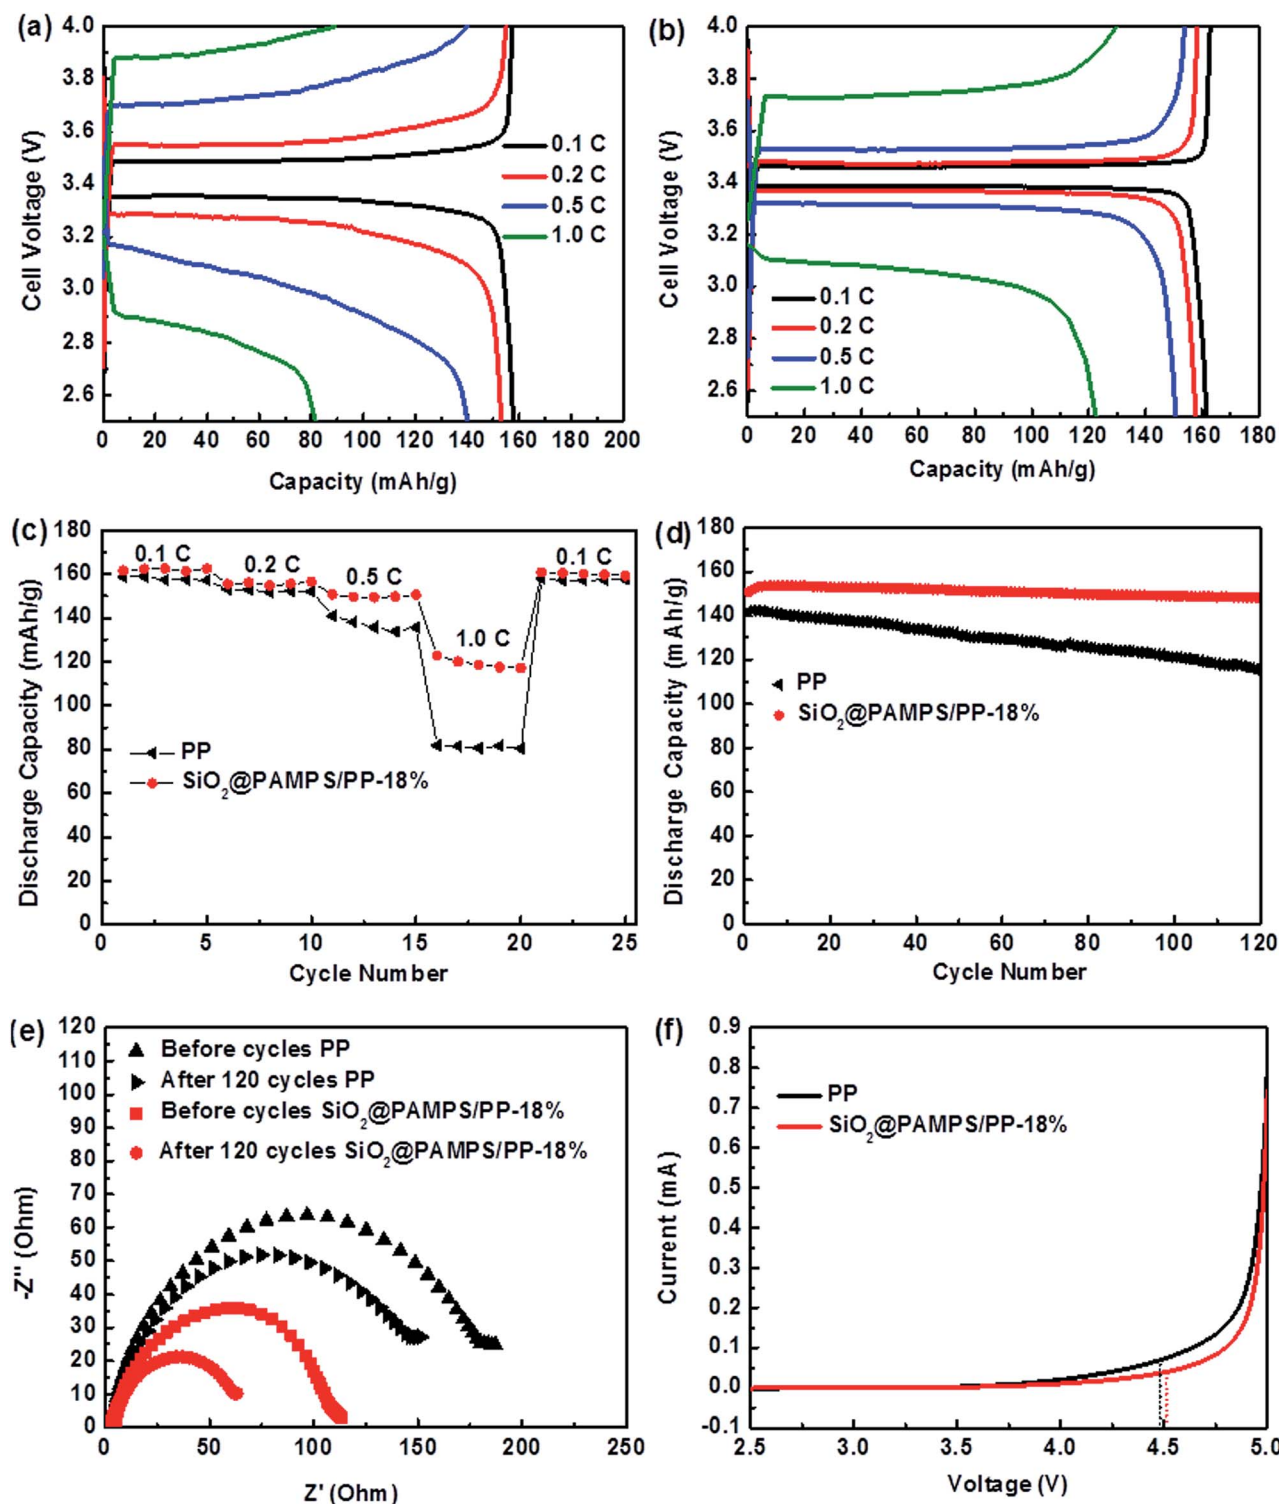 (a)
4.0
3.8
3.6
3.4
3.2
3.0
2.8
2.6
Cell Voltage (V)
0.1 C
0.2 C
0.5 C
1.0 C
0 20 40 60 80 100 120 140 160 180 200
Capacity (mAh/g)
(b)
4.0
3.8
3.6
3.4
3.2
3.0
2.8
2.6
Cell Voltage (V)
0.1 C
0.2 C
0.5 C
1.0 C
0 20 40 60 80 100 120 140 160 180
Capacity (mAh/g)
(c)
180
160
140
120
100
80
60
40
20
0
Discharge Capacity (mAh/g)
0.1 C
0.2 C
0.5 C
1.0 C
0.1 C
PP
SiO2@PAMPS/PP-18%
0 5 10 15 20 25
Cycle Number
(d)
180
160
140
120
100
80
60
40
20
0
Discharge Capacity (mAh/g)
PP
SiO2@PAMPS/PP-18%
0 20 40 60 80 100 120
Cycle Number
(e)
120
110
100
90
80
70
60
50
40
30
20
10
0
-Z'' (Ohm)
Before cycles PP
After 120 cycles PP
Before cycles SiO2@PAMPS/PP-18%
After 120 cycles SiO2@PAMPS/PP-18%
0 50 100 150 200 250
Z' (Ohm)
(f)
0.9
0.8
0.7
0.6
0.5
0.4
0.3
0.2
0.1
0.0
-0.1
Current (mA)
PP
SiO2@PAMPS/PP-18%
2.5 3.0 3.5 4.0 4.5 5.0
Voltage (V)